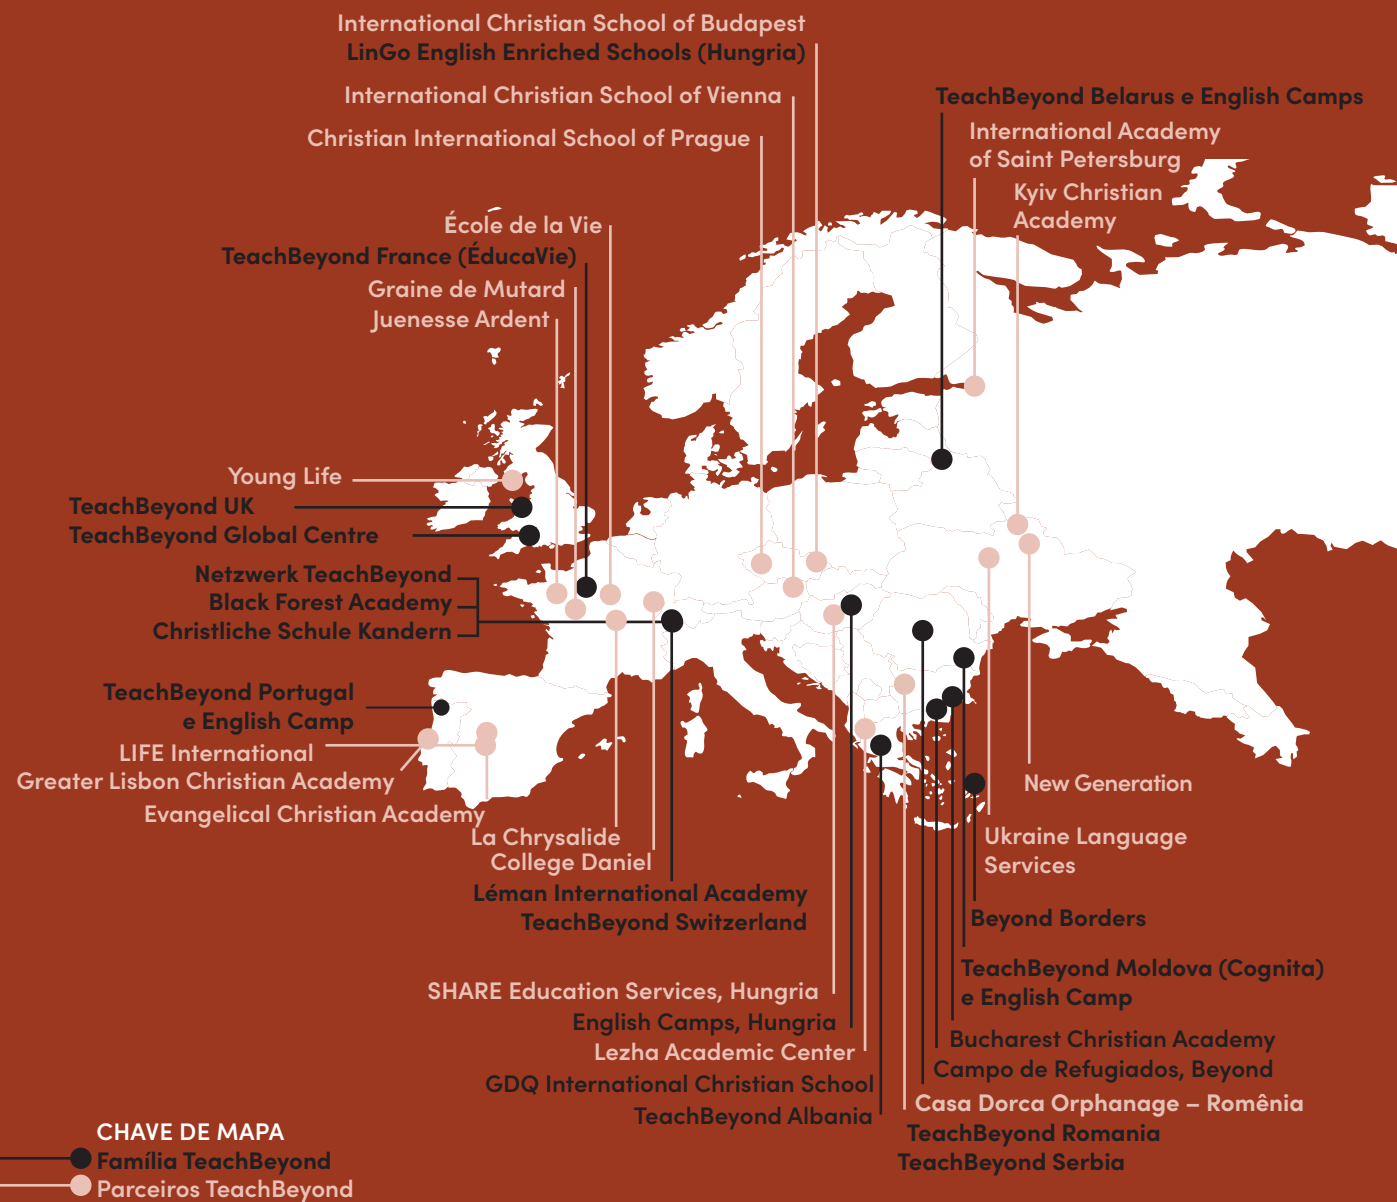 International Christian School of Budapest
LinGo English Enriched Schools (Hungria)
International Christian School of Vienna
Christian International School of Prague
TeachBeyond Belarus e English Camps
International Academy
of Saint Petersburg
Kyiv Christian
Academy
École de la Vie
TeachBeyond France (ÉducaVie)
Graine de Mutard
Juenesse Ardent
Young Life
TeachBeyond UK
TeachBeyond Global Centre
Netzwerk TeachBeyond
Black Forest Academy
Christliche Schule Kandern
TeachBeyond Portugal
e English Camp
LIFE International
Greater Lisbon Christian Academy
Evangelical Christian Academy
La Chrysalide
College Daniel
Léman International Academy
TeachBeyond Switzerland
New Generation
Ukraine Language
Services
Beyond Borders
TeachBeyond Moldova (Cognita)
e English Camp
SHARE Education Services, Hungria
English Camps, Hungria
Lezha Academic Center
GDQ International Christian School
TeachBeyond Albania
Bucharest Christian Academy
Campo de Refugiados, Beyond
Casa Dorca Orphanage – Romênia
TeachBeyond Romania
TeachBeyond Serbia
CHAVE DE MAPA
Família TeachBeyond
Parceiros TeachBeyond